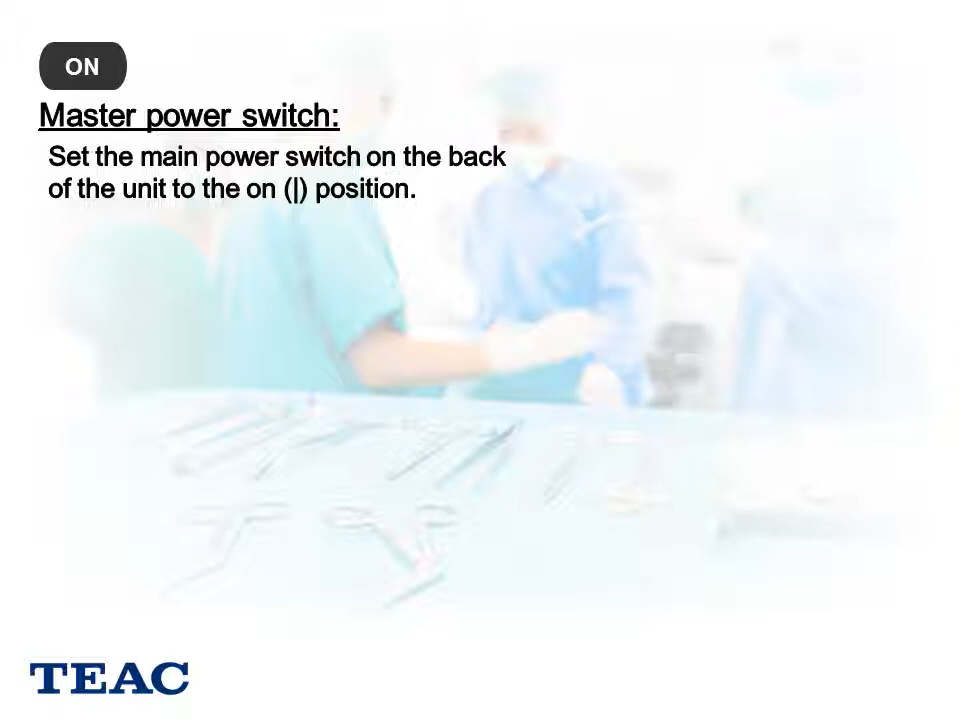 ON
Master power switch:
Set the main power switch on the back
of the unit to the on (|) position.
TEAC